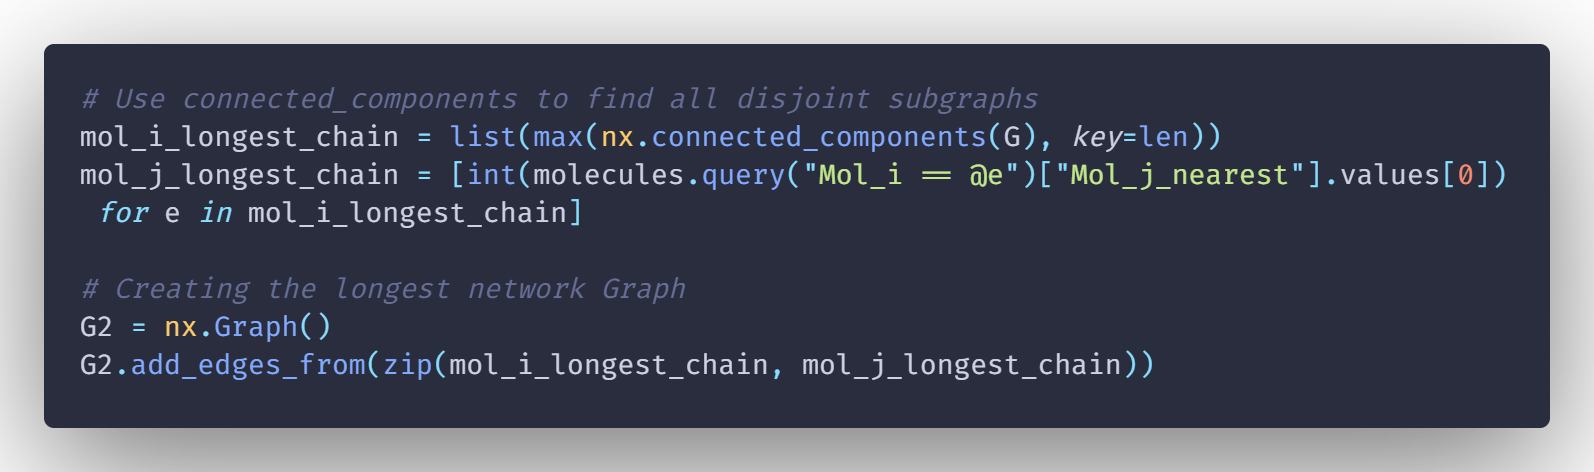 # Use connected_components to find all disjoint subgraphs
mol_i_longest_chain = list(max(nx.connected_components(G), key=len))
mol_j_longest_chain = [int(molecules.query("Mol_i == @e")["Mol_j_nearest"].values[0])
 for e in mol_i_longest_chain]

# Creating the longest network Graph
G2 = nx.Graph()
G2.add_edges_from(zip(mol_i_longest_chain, mol_j_longest_chain))